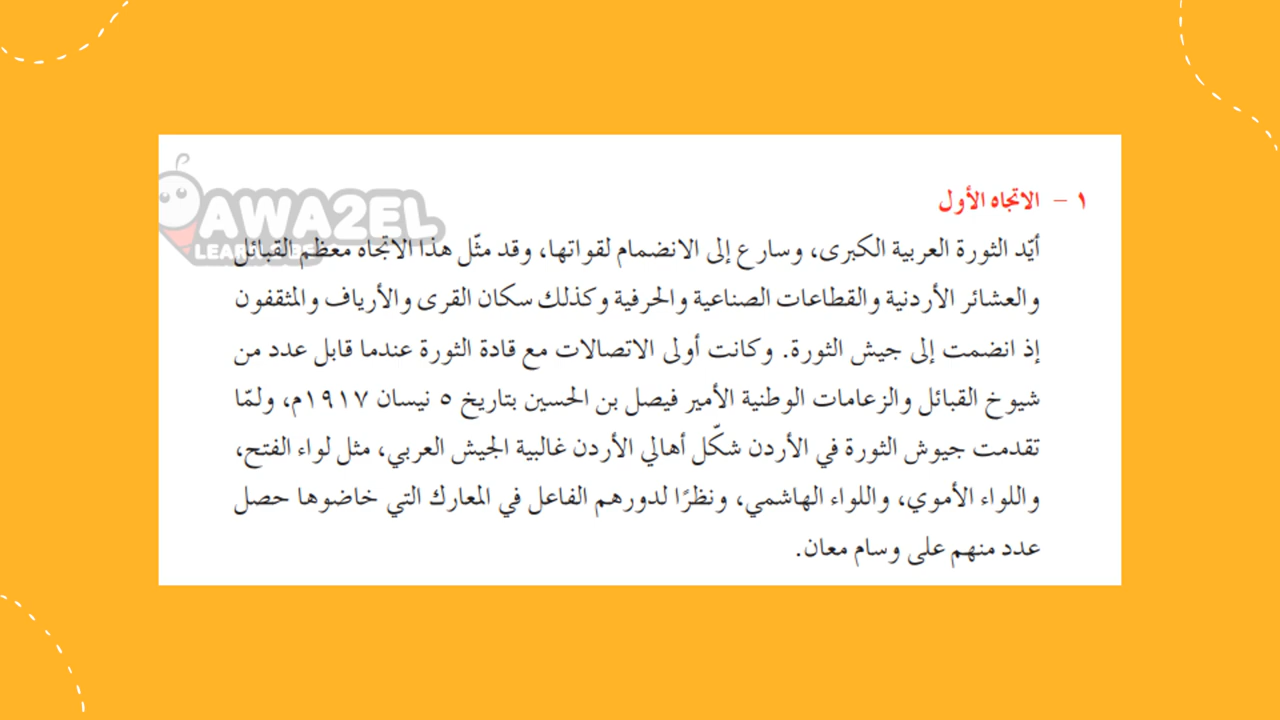 AWA2EL
١ – الاتجاه الأول
أيّد الثورة العربية الكبرى، وسارع إلى الانضمام لقواتها، وقد مثّل هذا الاتجاه معظم القبائل
والعشائر الأردنية والقطاعات الصناعية والحرفية وكذلك سكان القرى والأرياف والمثقفون
إذ انضمت إلى جيش الثورة. وكانت أولى الاتصالات مع قادة الثورة عندما قابل عدد من
شيوخ القبائل والزعامات الوطنية الأمير فيصل بن الحسين بتاريخ ٥ نيسان ١٩١٧م، ولمّا
تقدمت جيوش الثورة في الأردن شكّل أهالي الأردن غالبية الجيش العربي، مثل لواء الفتح،
واللواء الأموي، واللواء الهاشمي، ونظرًا لدورهم الفاعل في المعارك التي خاضوها حصل
عدد منهم على وسام معان.